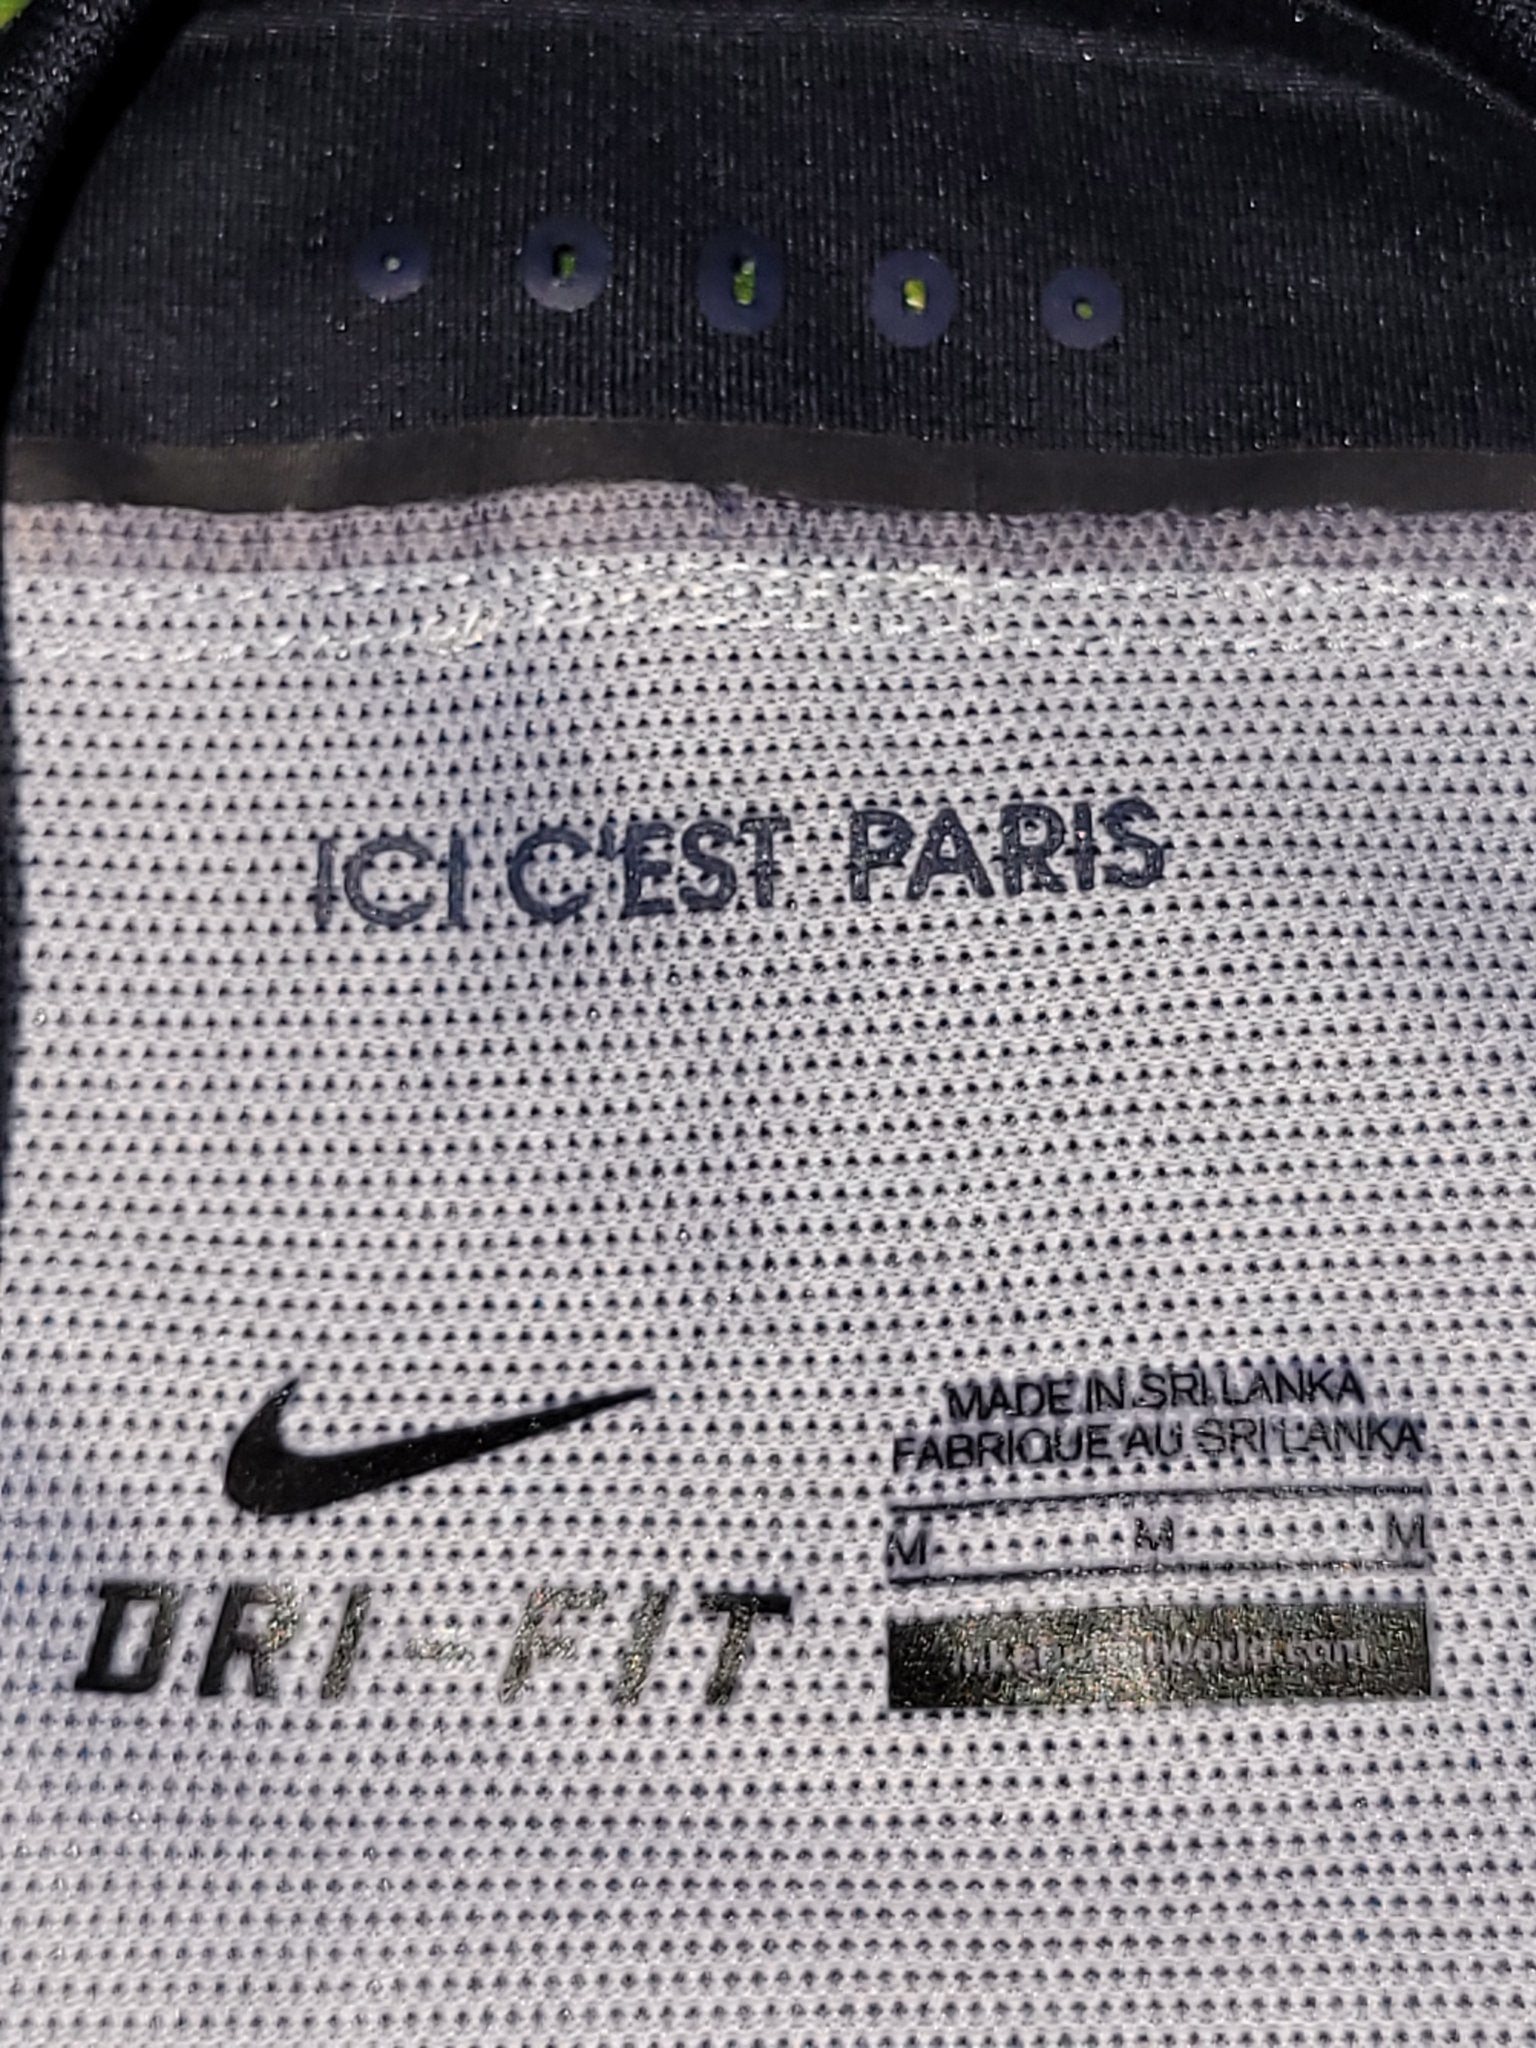 ICI C'EST PARIS
MADE IN SRI LANKA
FABRIQUE AU SRI LANKA
M M M
DRI-FIT